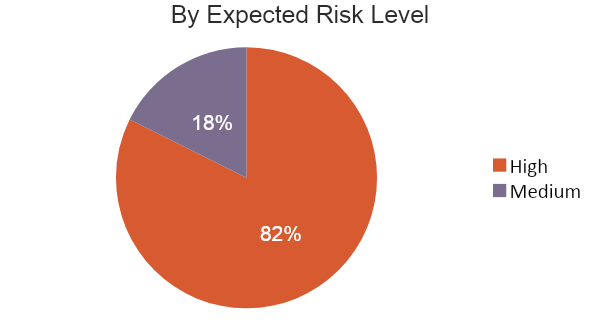 By Expected Risk Level
18%
82%
High
Medium